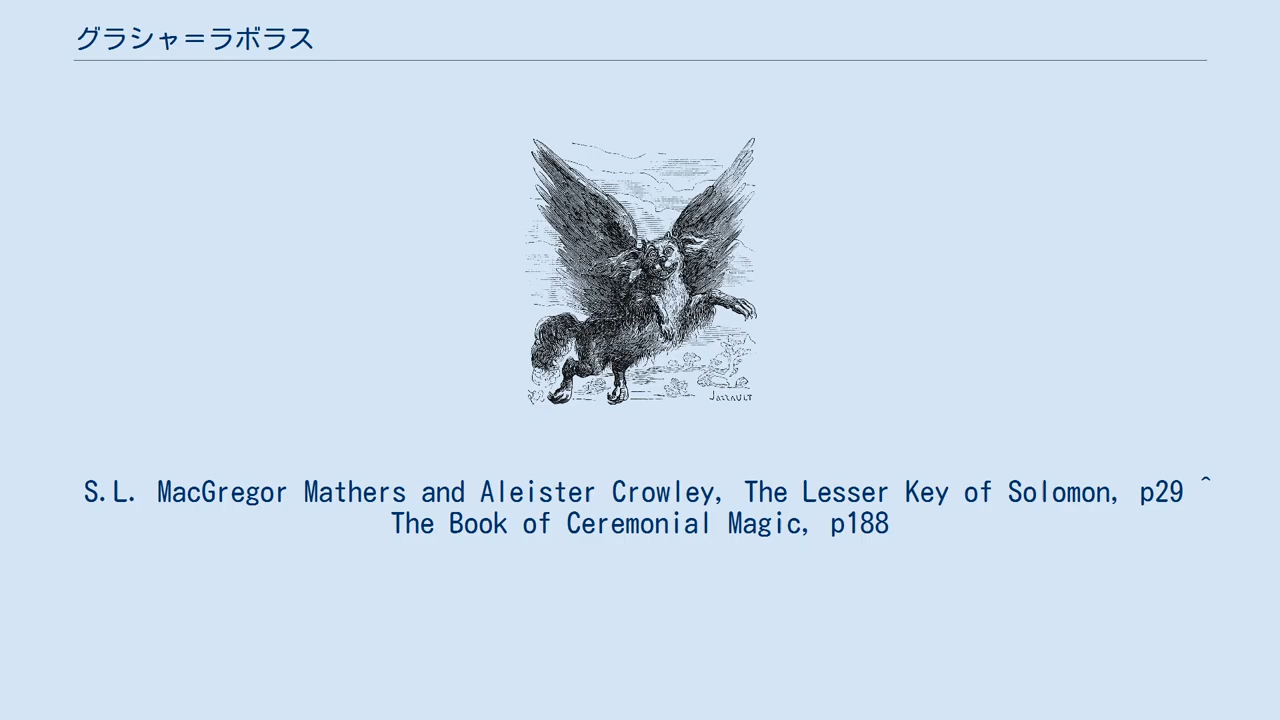 グラシャ＝ラボラス
S.L. MacGregor Mathers and Aleister Crowley, The Lesser Key of Solomon, p29 ^
The Book of Ceremonial Magic, p188